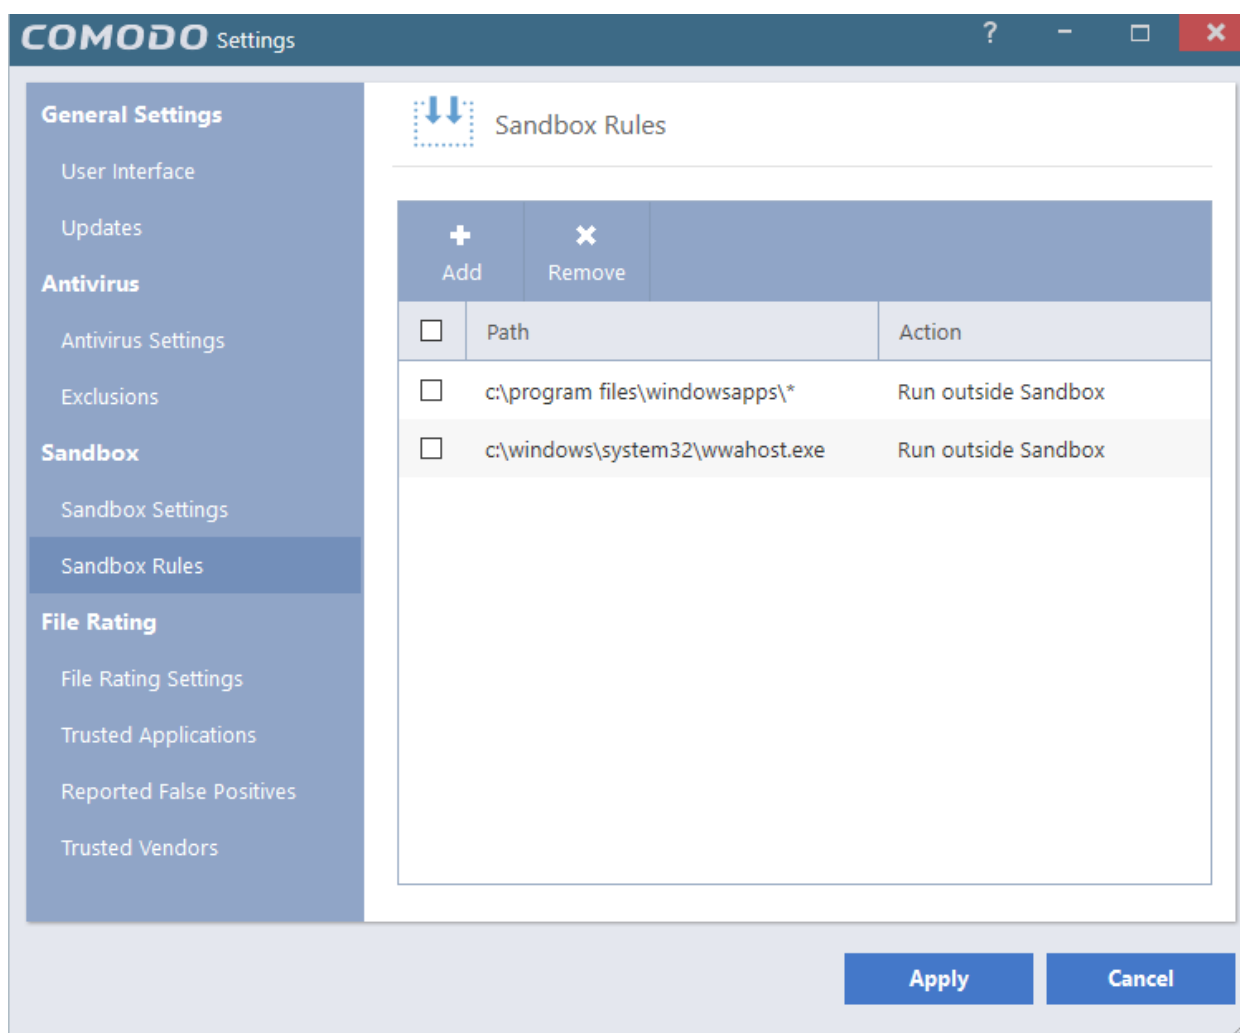 COMODO Settings
?
General Settings
User Interface
Updates
Antivirus
Antivirus Settings
Exclusions
Sandbox
Sandbox Settings
Sandbox Rules
File Rating
File Rating Settings
Trusted Applications
Reported False Positives
Trusted Vendors
Sandbox Rules
Add Remove
Path Action
c:\program files\windowsapps\* Run outside Sandbox
c:\windows\system32\wwahost.exe Run outside Sandbox
Apply Cancel